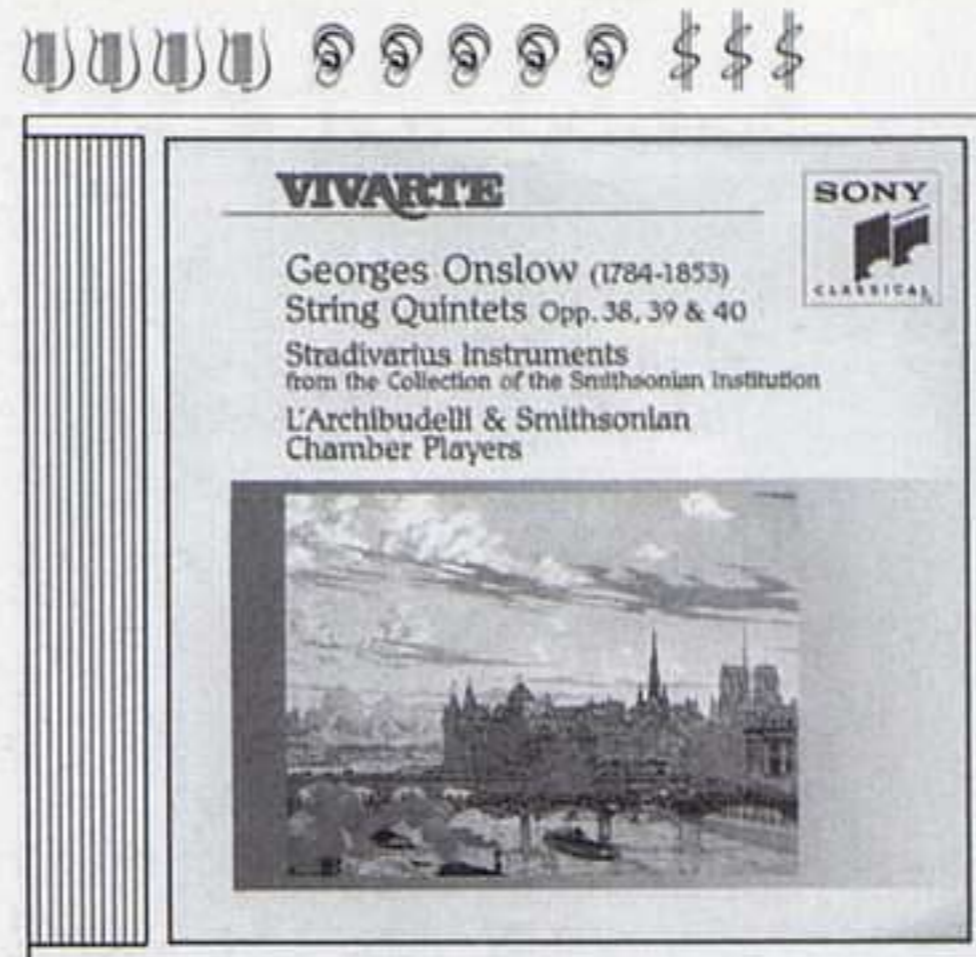 VIVARTE
SONY
CLASSICAL
Georges Onslow (1784-1853)
String Quintets Opp. 38, 39 & 40
Stradivarius Instruments
from the Collection of the Smithsonian Institution
L'Archibudelli & Smithsonian
Chamber Players